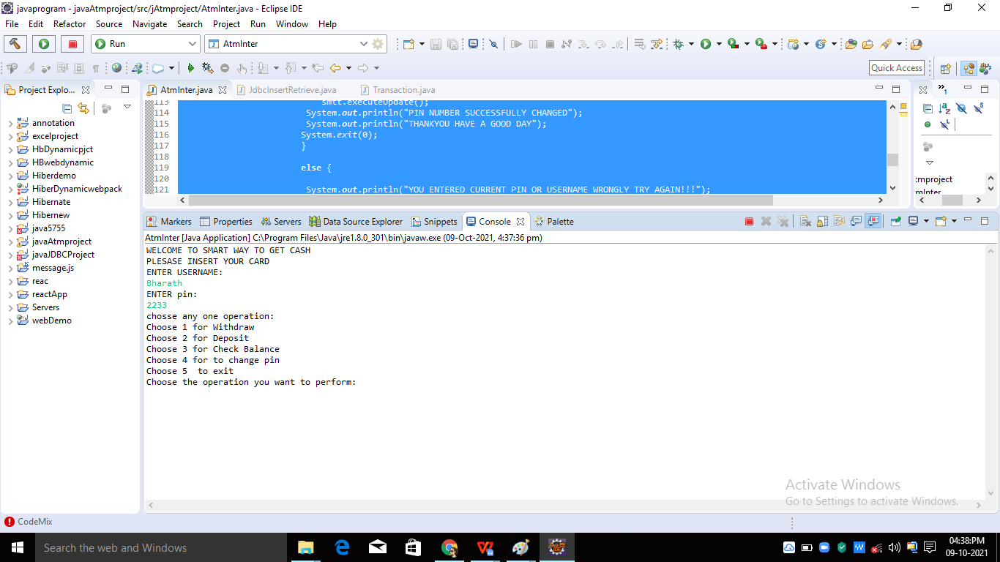 javaprogram - javaAtmproject/src/jAtmproject/AtmInter.java - Eclipse IDE
File Edit Refactor Source Navigate Search Project Run Window Help
Run
AtmInter
Quick Access
Project Explo...
annotation
excelproject
HbDynamicpjct
HBwebdynamic
Hiberdemo
HiberDynamicwebpack
Hibernate
Hibernew
java5755
javaAtmproject
javaJDBCProject
message.js
reac
reactApp
Servers
webDemo
AtmInter.java JdbcInsertRetrieve.java Transaction.java
113 smtt.executeUpdate();
114 System.out.println("PIN NUMBER SUCCESSFULLY CHANGED");
115 System.out.println("THANKYOU HAVE A GOOD DAY");
116 System.exit(0);
117 }
118
119 else {
120
121 System.out.println("YOU ENTERED CURRENT PIN OR USERNAME WRONGLY TRY AGAIN!!!");
»1
tmproject
mInter
Markers Properties Servers Data Source Explorer Snippets Console Palette
AtmInter [Java Application] C:\Program Files\Java\jre1.8.0_301\bin\javaw.exe (09-Oct-2021, 4:37:36 pm)
WELCOME TO SMART WAY TO GET CASH
PLESASE INSERT YOUR CARD
ENTER USERNAME:
Bharath
ENTER pin:
2233
chosse any one operation:
Choose 1 for Withdraw
Choose 2 for Deposit
Choose 3 for Check Balance
Choose 4 for to change pin
Choose 5  to exit
Choose the operation you want to perform:
Activate Windows
Go to Settings to activate Windows.
CodeMix
Search the web and Windows
04:38:PM
09-10-2021